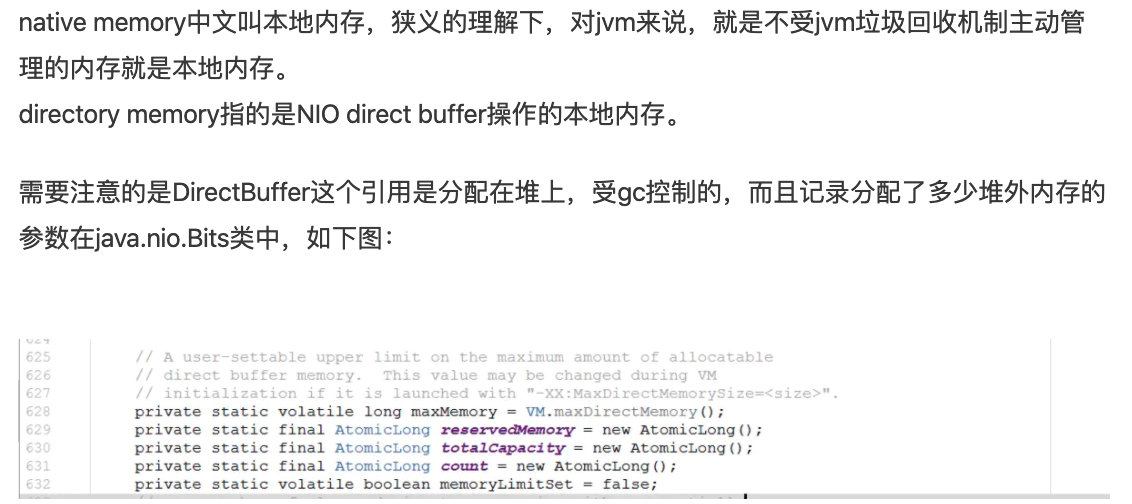 native memory中文叫本地内存，狭义的理解下，对jvm来说，就是不受jvm垃圾回收机制主动管
理的内存就是本地内存。
directory memory指的是NIO direct buffer操作的本地内存。
需要注意的是DirectBuffer这个引用是分配在堆上，受gc控制的，而且记录分配了多少堆外内存的
参数在java.nio.Bits类中，如下图：
625 // A user-settable upper limit on the maximum amount of allocatable
626 // direct buffer memory.  This value may be changed during VM
627 // initialization if it is launched with "-XX:MaxDirectMemorySize=<size>".
628 private static volatile long maxMemory = VM.maxDirectMemory();
629 private static final AtomicLong reservedMemory = new AtomicLong();
630 private static final AtomicLong totalCapacity = new AtomicLong();
631 private static final AtomicLong count = new AtomicLong();
632 private static volatile boolean memoryLimitSet = false;